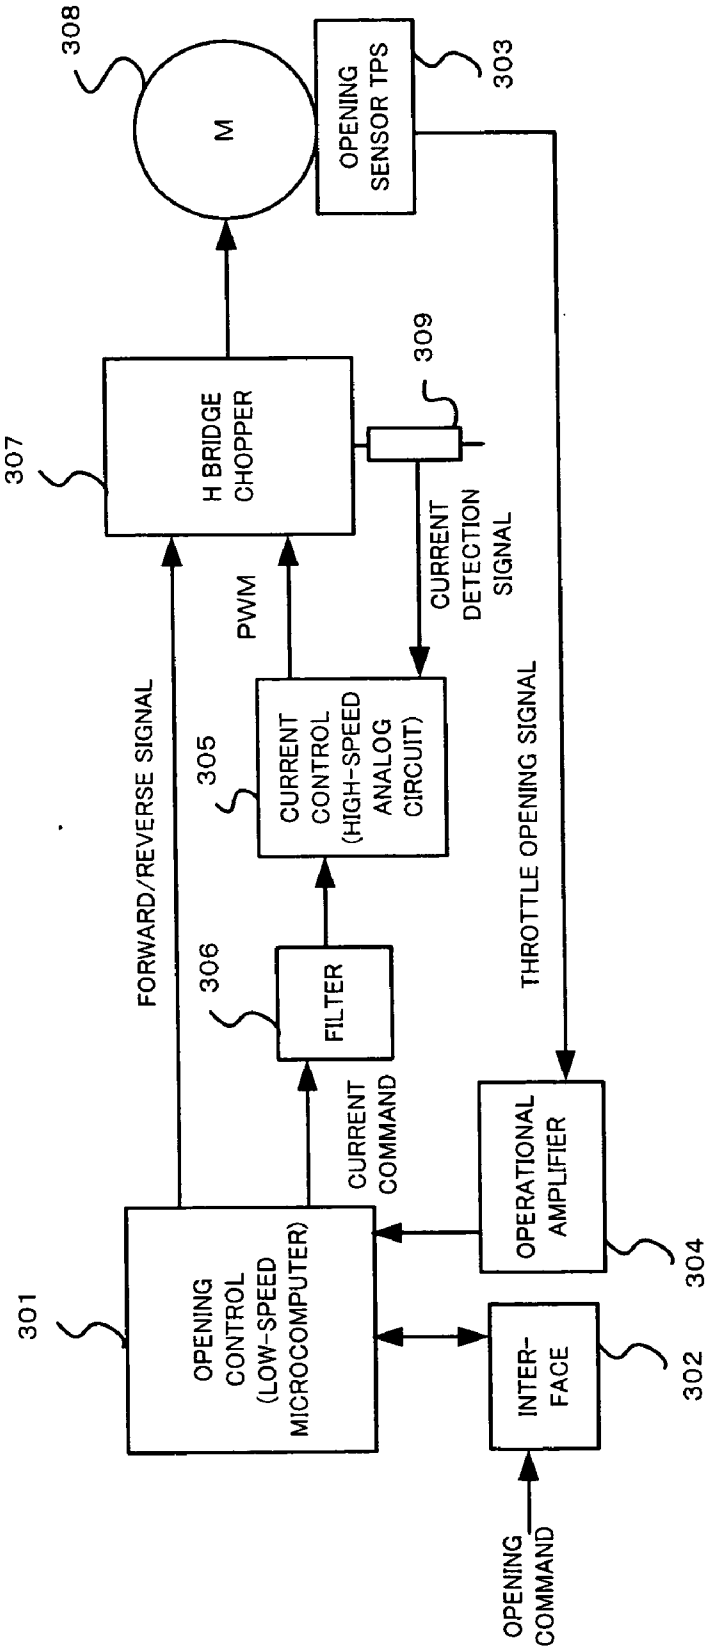 308
M
OPENING
SENSOR TPS
303
307
H BRIDGE
CHOPPER
309
FORWARD/REVERSE SIGNAL
PWM
CURRENT
DETECTION
SIGNAL
305
CURRENT
CONTROL
(HIGH-SPEED
ANALOG
CIRCUIT)
306
FILTER
CURRENT
COMMAND
THROTTLE OPENING SIGNAL
301
OPENING
CONTROL
(LOW-SPEED
MICROCOMPUTER)
OPERATIONAL
AMPLIFIER
304
INTER-
FACE
302
OPENING
COMMAND